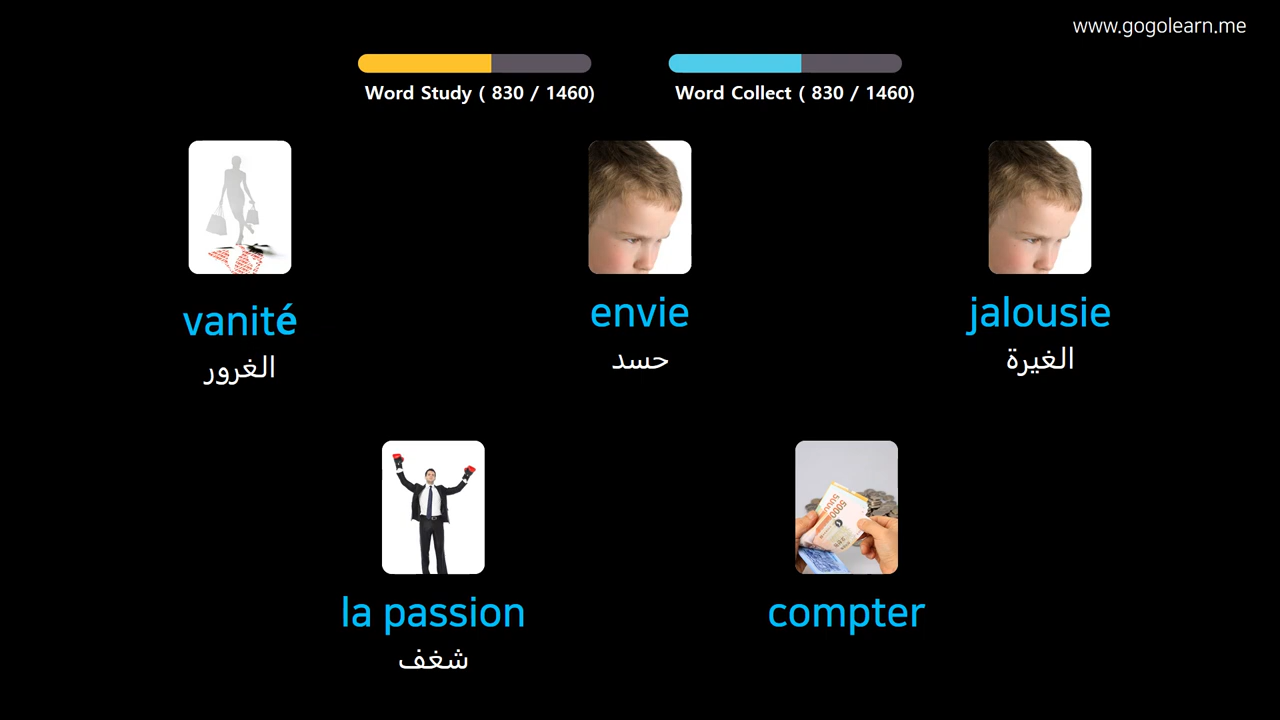 www.gogolearn.me
Word Study ( 830 / 1460)
Word Collect ( 830 / 1460)
vanité
الغرور
envie
حسد
jalousie
الغيرة
la passion
شغف
compter
5000